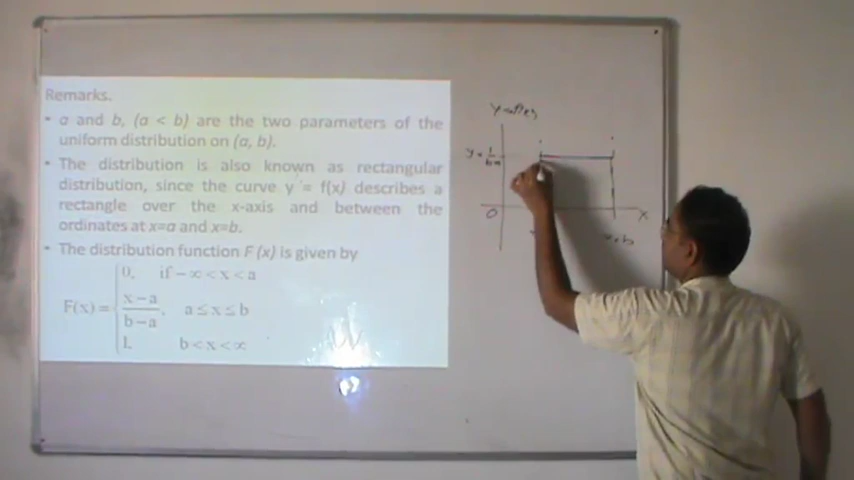 Remarks.
• a and b, (a < b) are the two parameters of the
uniform distribution on (a, b).
• The distribution is also known as rectangular
distribution, since the curve y = f(x) describes a
rectangle over the x-axis and between the
ordinates at x=a and x=b.
• The distribution function F (x) is given by
0, if −∞ < x < a
F(x) = x−a / b−a, a ≤ x ≤ b
1, b < x < ∞
Y
y = 1
O
X
x = b